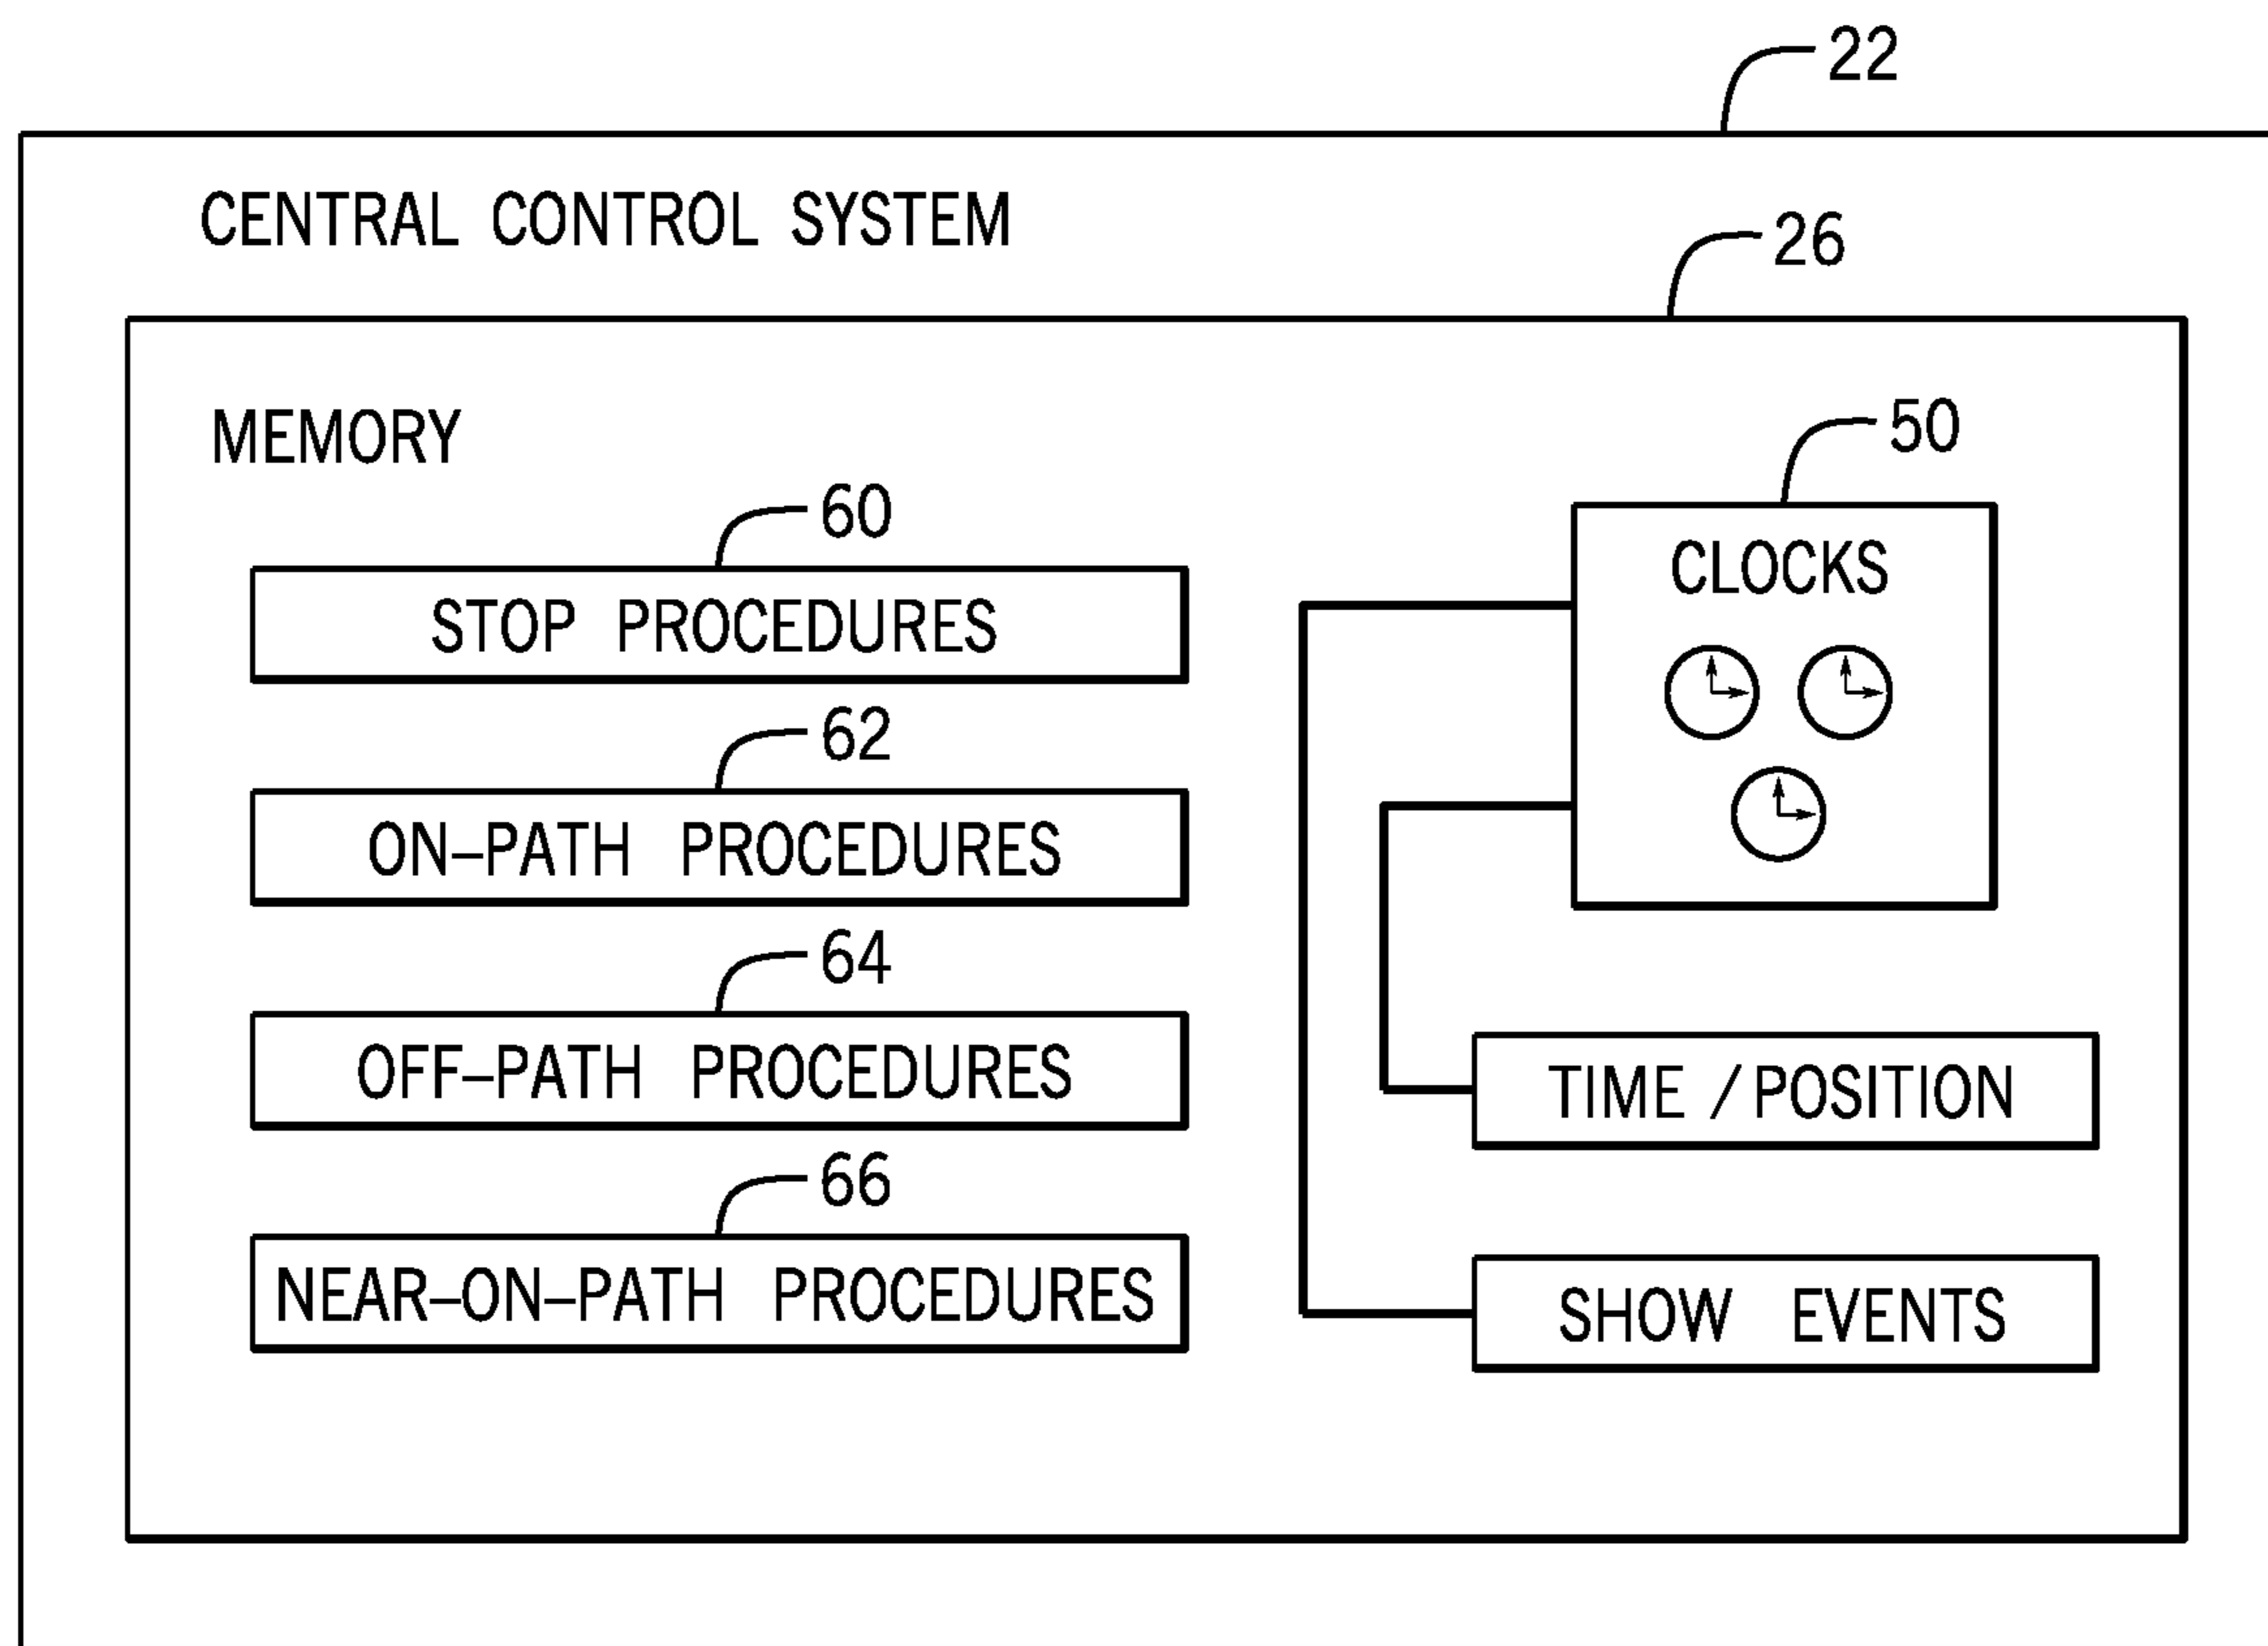 22
CENTRAL CONTROL SYSTEM
26
MEMORY
60
STOP PROCEDURES
62
ON–PATH PROCEDURES
64
OFF–PATH PROCEDURES
66
NEAR–ON–PATH PROCEDURES
50
CLOCKS
TIME / POSITION
SHOW EVENTS